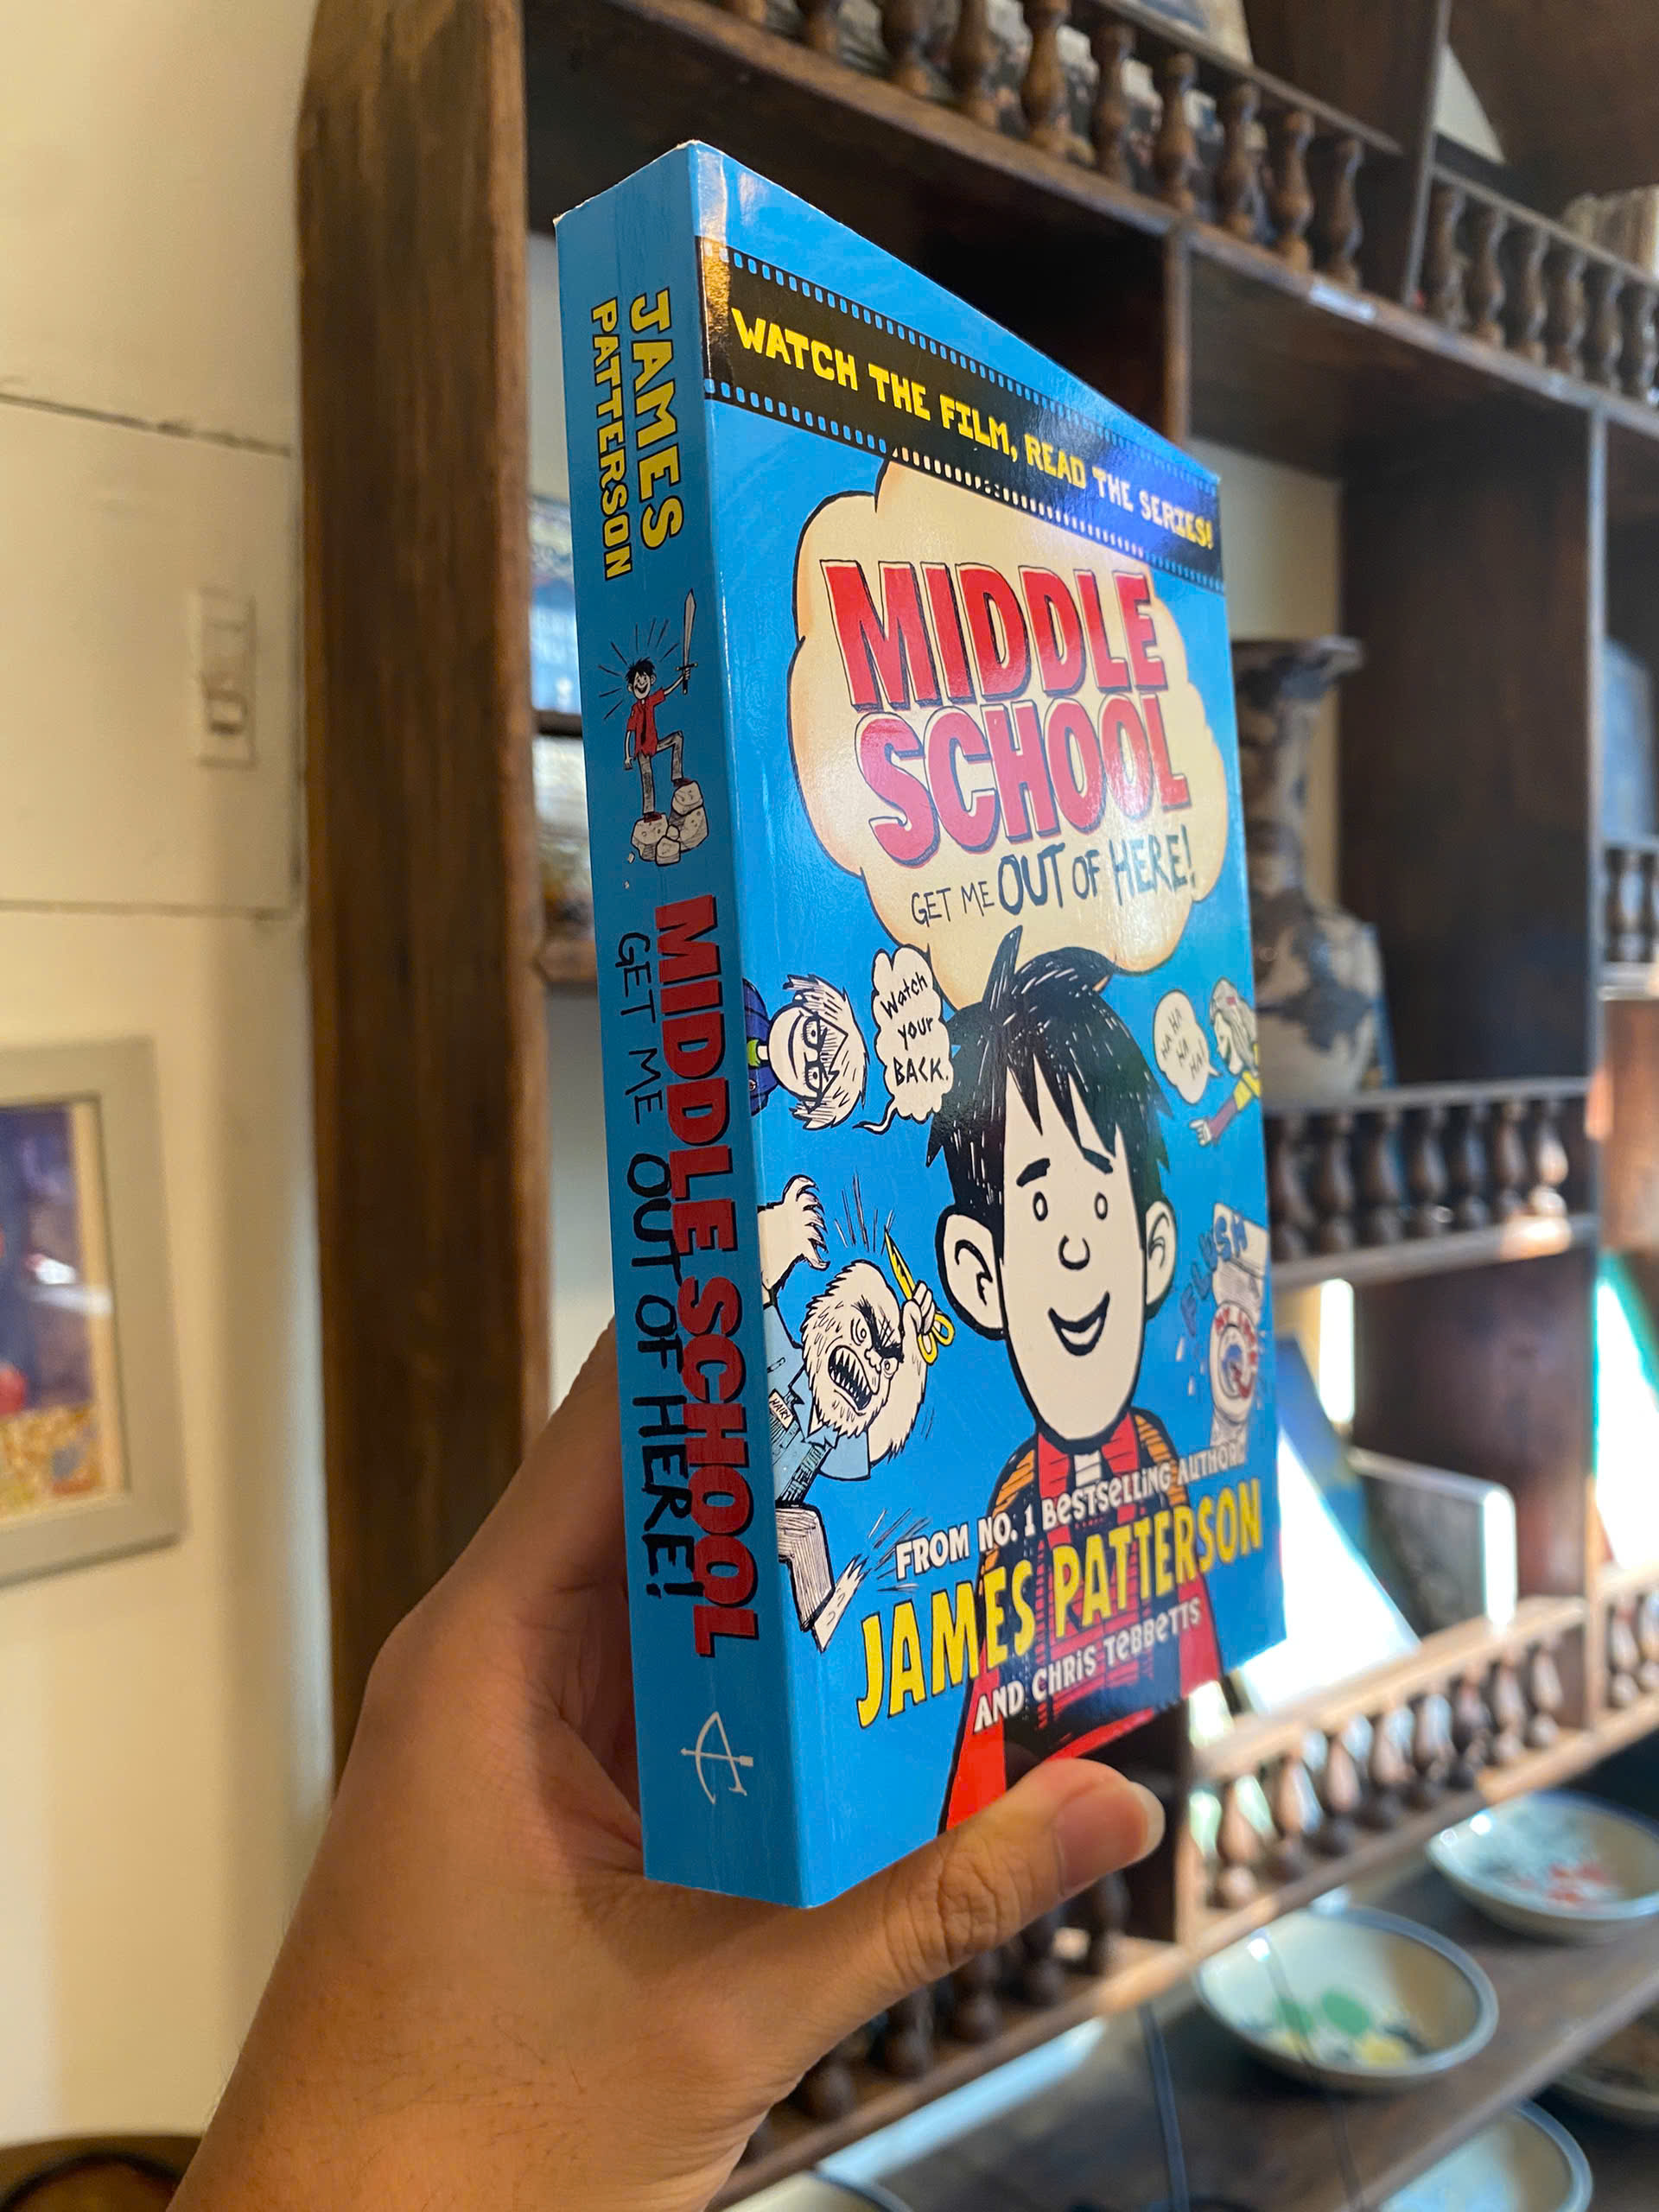 JAMES
PATTERSON
MIDDLE SCHOOL
GET ME OUT OF HERE!
WATCH THE FILM, READ THE SERIES!
MIDDLE
SCHOOL
GET ME OUT OF HERE!
Watch
your
BACK.
HA HA
HA
HA!
FLUSH
HAIRY
FROM NO. 1 BESTSELLING AUTHOR
JAMES PATTERSON
AND CHRIS TEBBETTS